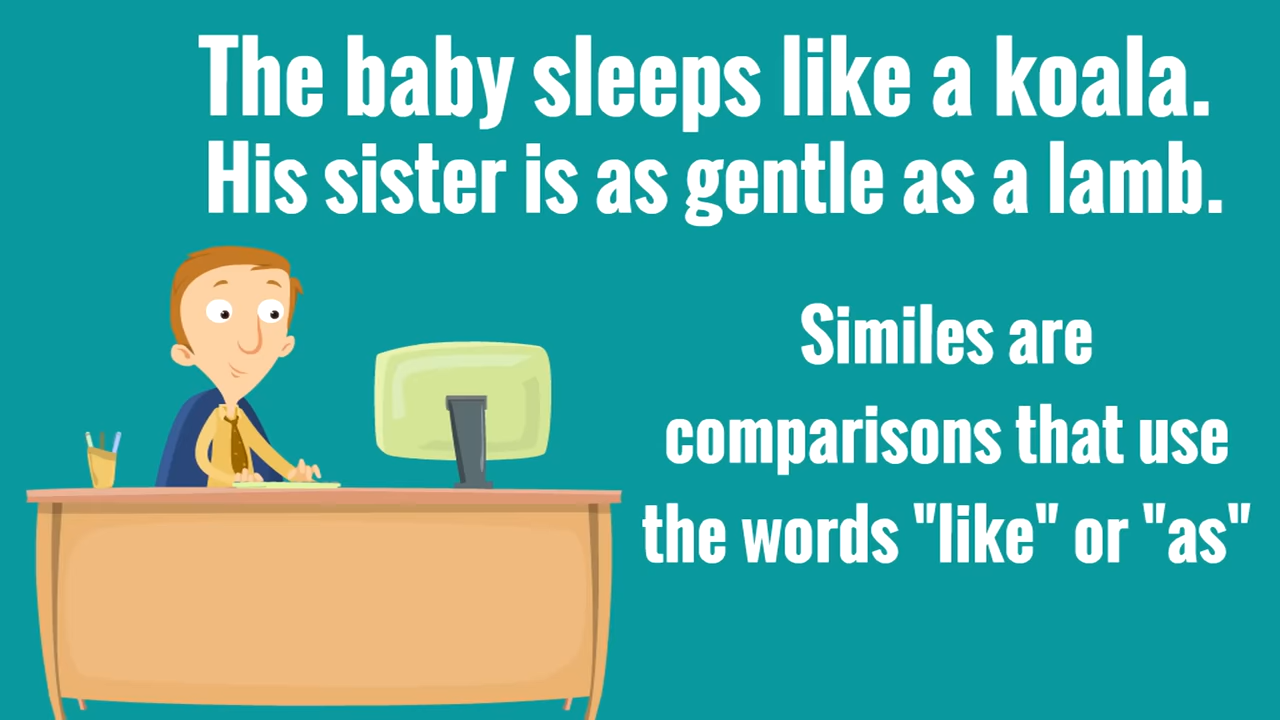 The baby sleeps like a koala.
His sister is as gentle as a lamb.
Similes are
comparisons that use
the words "like" or "as"